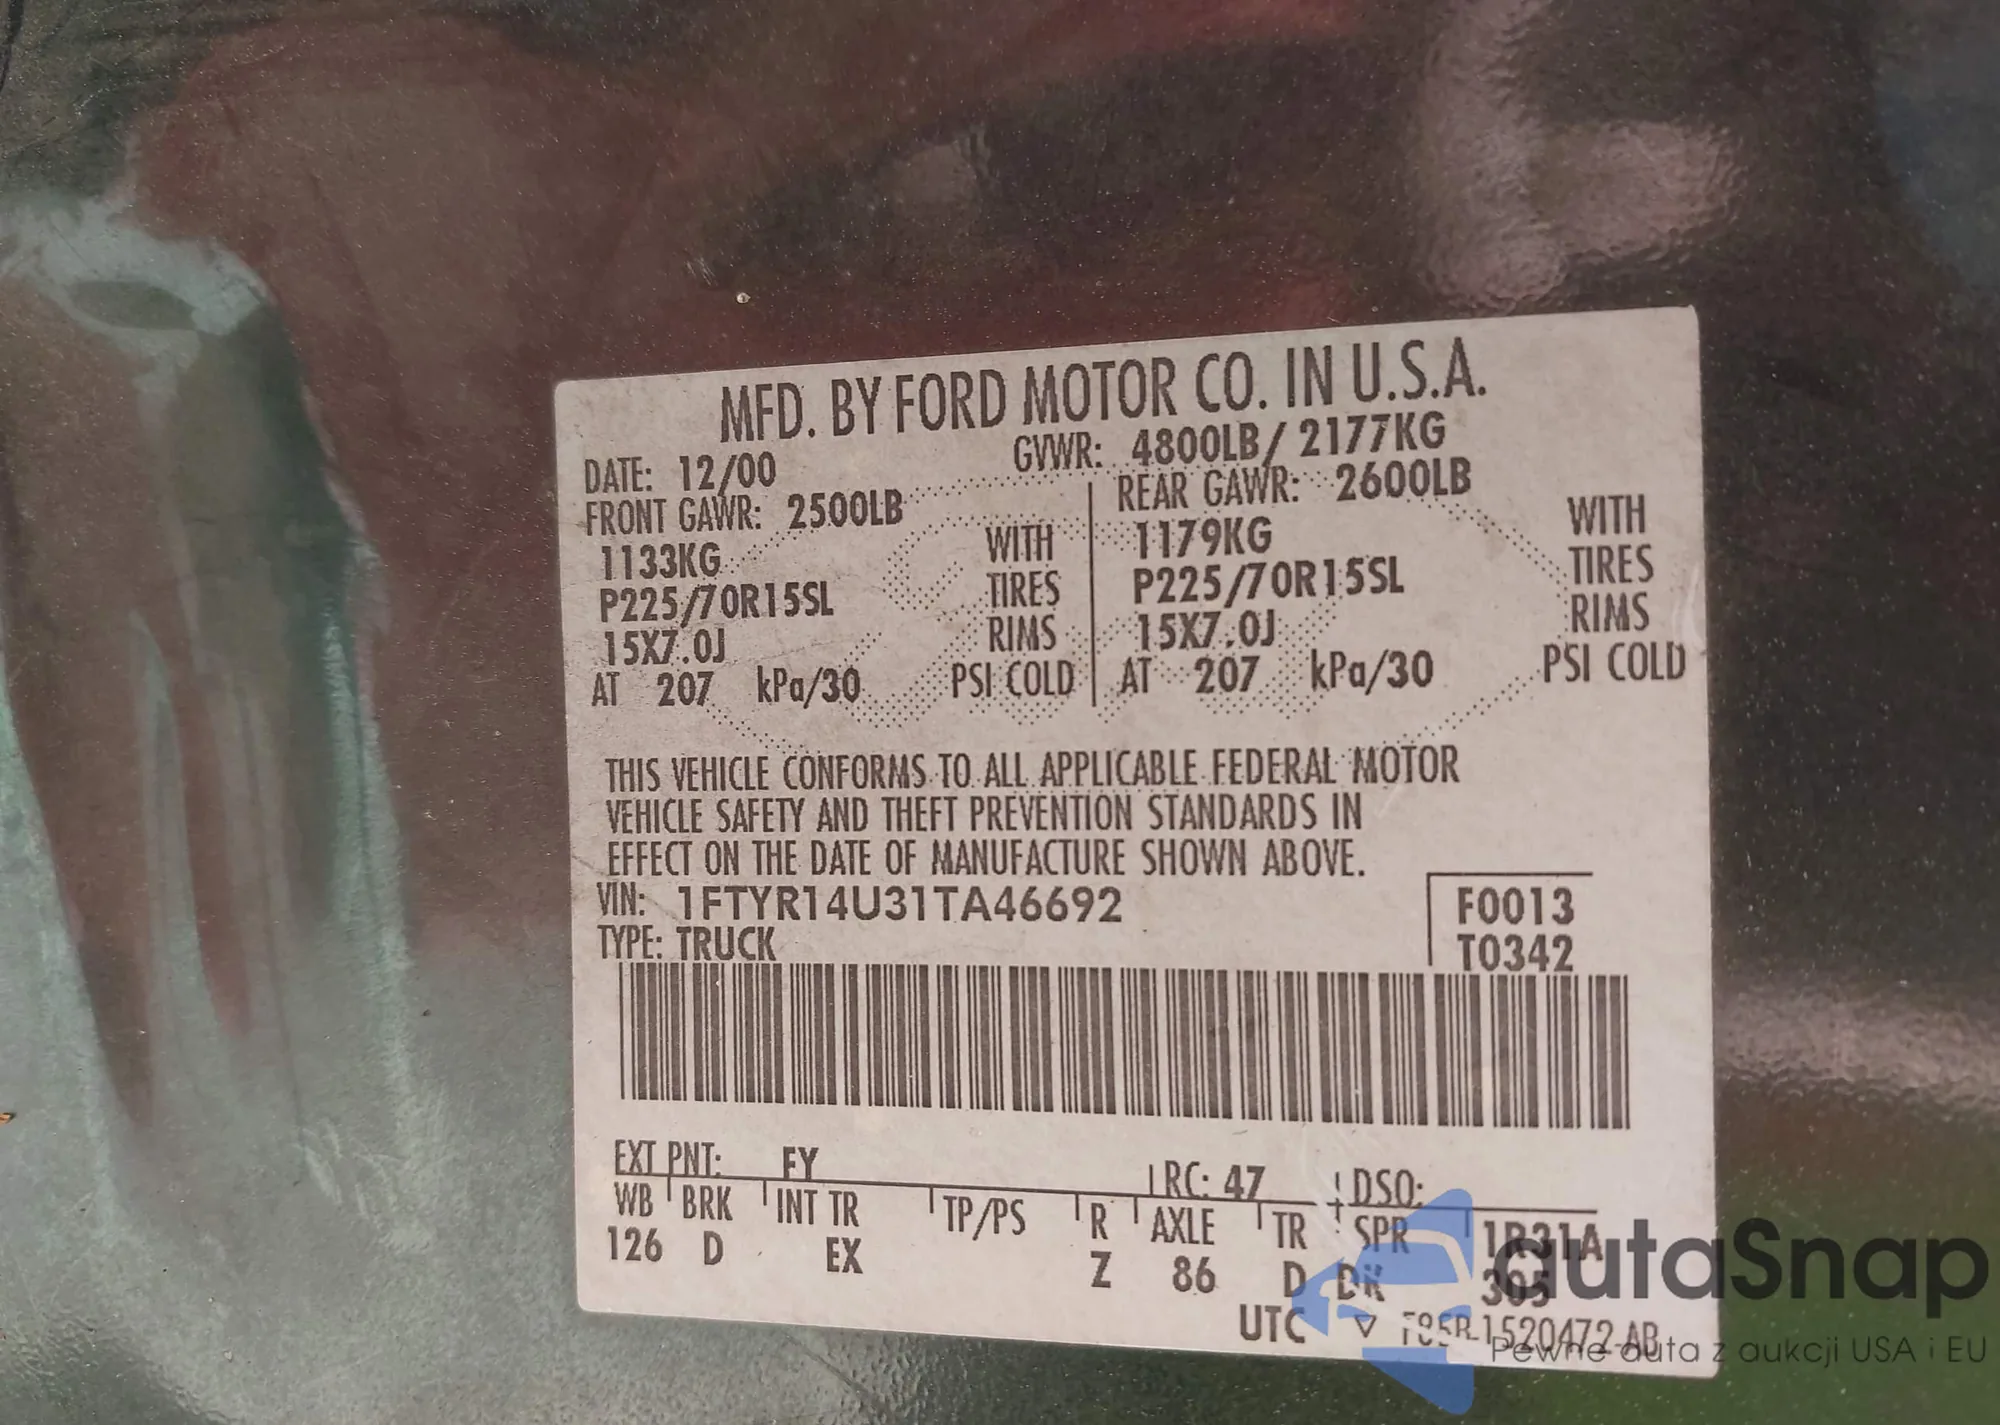 MFD. BY FORD MOTOR CO. IN U.S.A.
DATE: 12/00 GVWR: 4800LB/ 2177KG
FRONT GAWR: 2500LB REAR GAWR: 2600LB
1133KG WITH 1179KG WITH
P225/70R15SL TIRES P225/70R15SL TIRES
15X7.0J RIMS 15X7.0J RIMS
AT 207 kPa/30 PSI COLD AT 207 kPa/30 PSI COLD
THIS VEHICLE CONFORMS TO ALL APPLICABLE FEDERAL MOTOR
VEHICLE SAFETY AND THEFT PREVENTION STANDARDS IN
EFFECT ON THE DATE OF MANUFACTURE SHOWN ABOVE.
VIN: 1FTYR14U31TA46692 F0013
TYPE: TRUCK T0342
EXT PNT: FY RC: 47 DSO:
WB BRK INT TR TP/PS R AXLE TR SPR 1R31A
126 D EX Z 86 D DK 305
UTC
autaSnap
Pewne auta z aukcji USA i EU